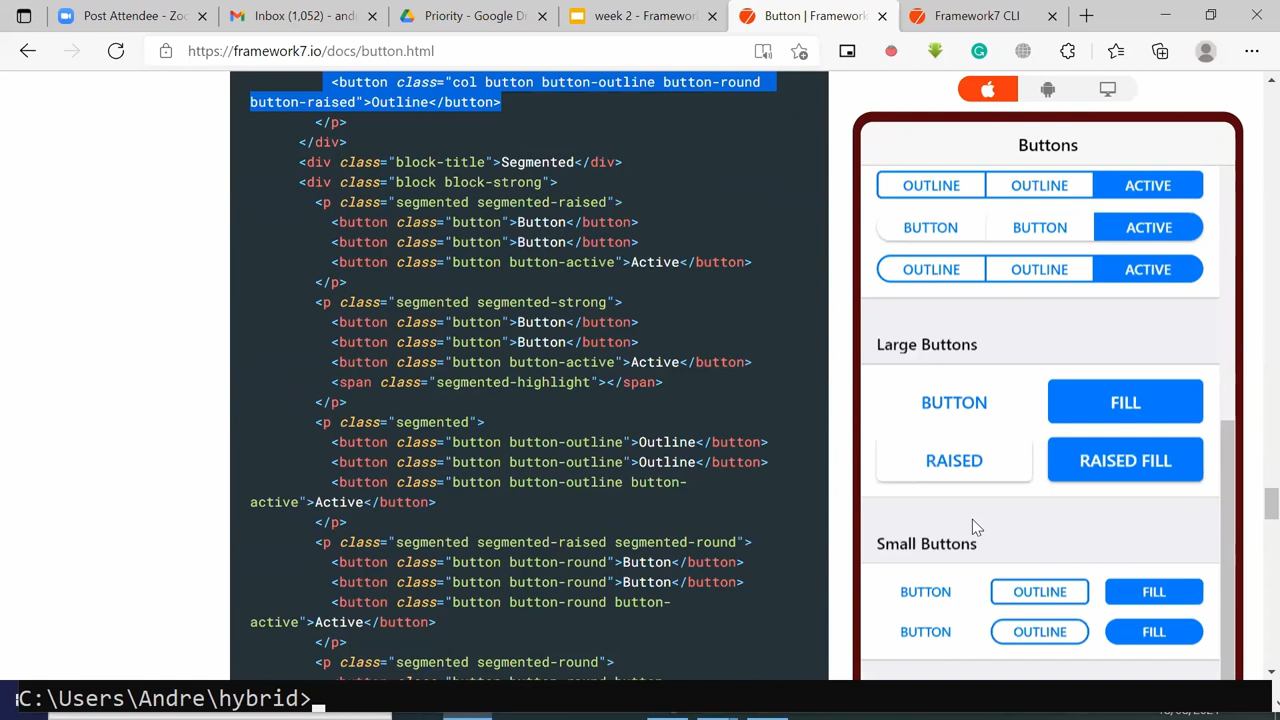 Post Attendee - Zoo
Inbox (1,052) - andr
Priority - Google Dr
week 2 - Framework
Button | Framework
Framework7 CLI
https://framework7.io/docs/button.html
<button class="col button button-outline button-round
button-raised">Outline</button>
</p>
</div>
<div class="block-title">Segmented</div>
<div class="block block-strong">
<p class="segmented segmented-raised">
<button class="button">Button</button>
<button class="button">Button</button>
<button class="button button-active">Active</button>
</p>
<p class="segmented segmented-strong">
<button class="button">Button</button>
<button class="button">Button</button>
<button class="button button-active">Active</button>
<span class="segmented-highlight"></span>
</p>
<p class="segmented">
<button class="button button-outline">Outline</button>
<button class="button button-outline">Outline</button>
<button class="button button-outline button-
active">Active</button>
</p>
<p class="segmented segmented-raised segmented-round">
<button class="button button-round">Button</button>
<button class="button button-round">Button</button>
<button class="button button-round button-
active">Active</button>
</p>
<p class="segmented segmented-round">
Buttons
OUTLINE OUTLINE ACTIVE
BUTTON BUTTON ACTIVE
OUTLINE OUTLINE ACTIVE
Large Buttons
BUTTON FILL
RAISED RAISED FILL
Small Buttons
BUTTON OUTLINE FILL
BUTTON OUTLINE FILL
C:\Users\Andre\hybrid>